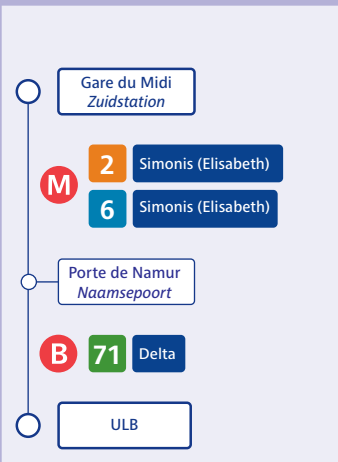 Gare du Midi
Zuidstation
M
2 Simonis (Elisabeth)
6 Simonis (Elisabeth)
Porte de Namur
Naamsepoort
B 71 Delta
ULB